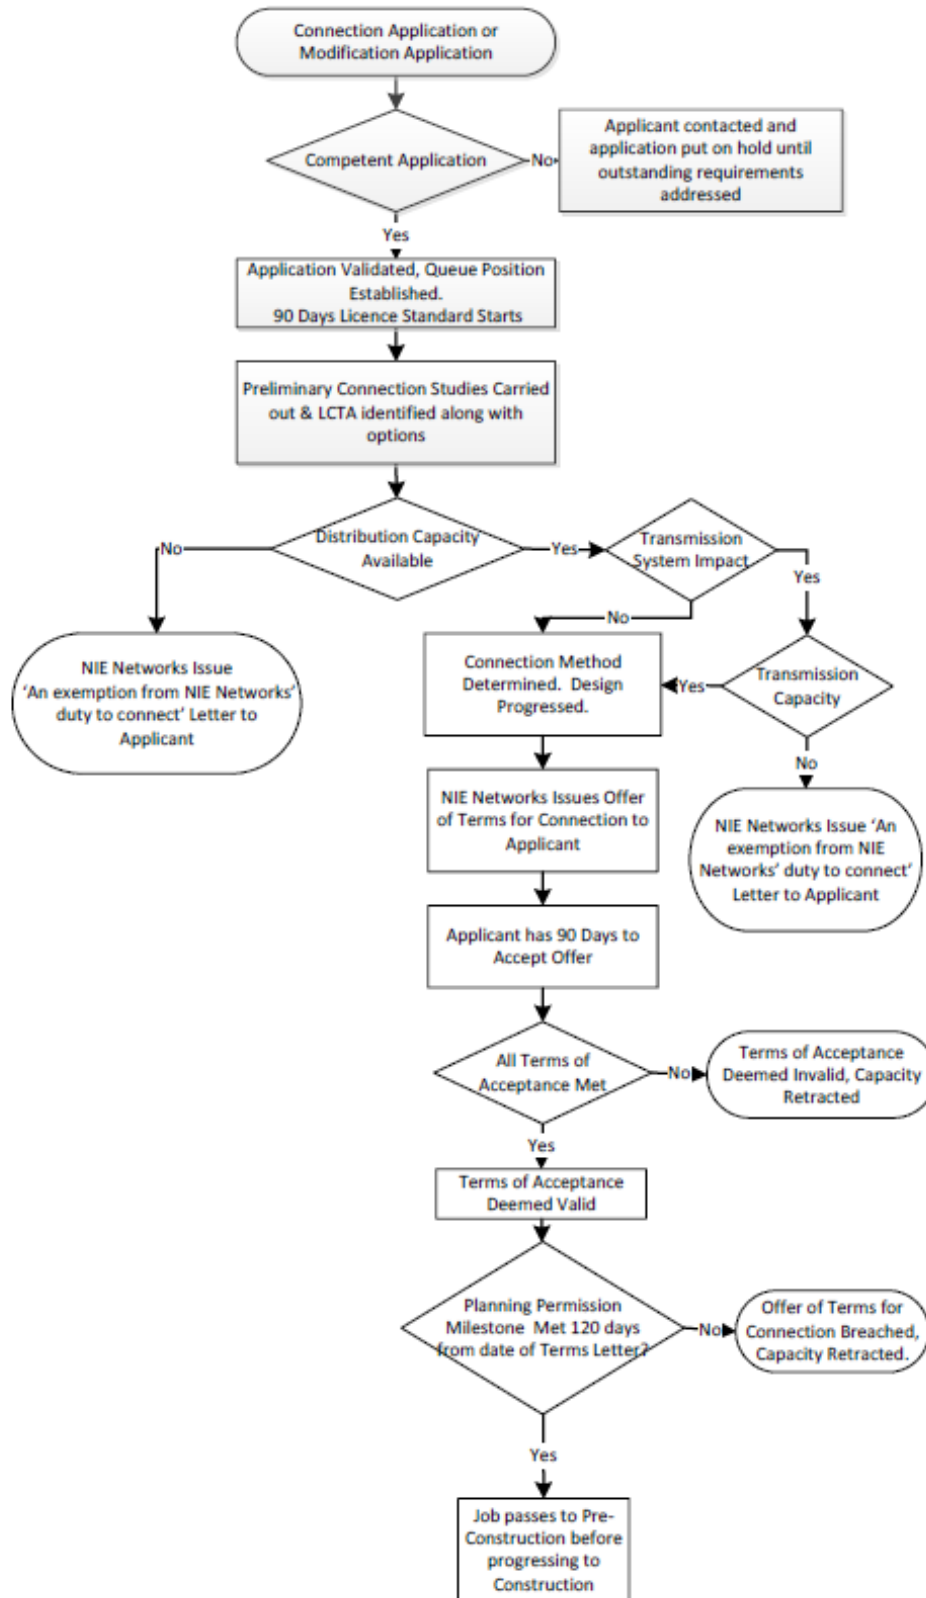 Connection Application or
Modification Application
Competent Application
No
Applicant contacted and
application put on hold until
outstanding requirements
addressed
Yes
Application Validated, Queue Position
Established.
90 Days Licence Standard Starts
Preliminary Connection Studies Carried
out & LCTA identified along with
options
Distribution Capacity
Available
No
Yes
Transmission
System Impact
Yes
No
NIE Networks Issue
'An exemption from NIE Networks'
duty to connect' Letter to
Applicant
Connection Method
Determined. Design
Progressed.
Yes
Transmission
Capacity
No
NIE Networks Issues Offer
of Terms for Connection to
Applicant
NIE Networks Issue 'An
exemption from NIE
Networks' duty to connect'
Letter to Applicant
Applicant has 90 Days to
Accept Offer
All Terms of
Acceptance Met
No
Terms of Acceptance
Deemed Invalid, Capacity
Retracted
Yes
Terms of Acceptance
Deemed Valid
Planning Permission
Milestone Met 120 days
from date of Terms Letter?
No
Offer of Terms for
Connection Breached,
Capacity Retracted.
Yes
Job passes to Pre-
Construction before
progressing to
Construction